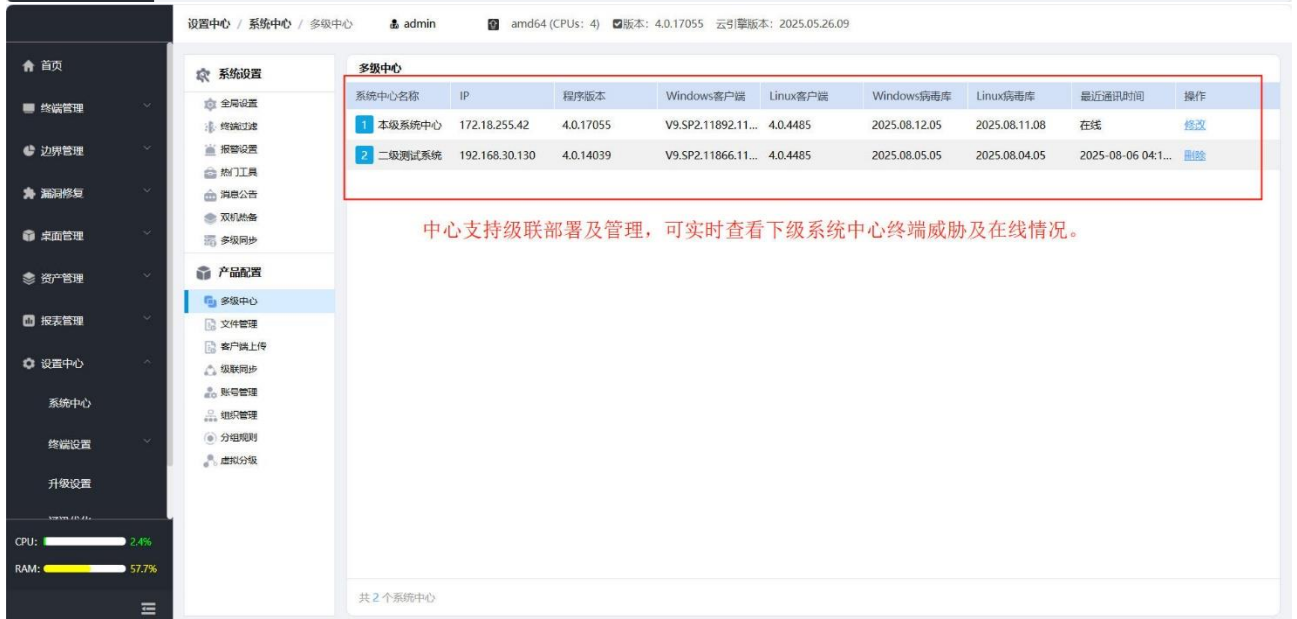 设置中心 / 系统中心 / 多级中心 admin amd64 (CPUs: 4) 版本: 4.0.17055 云引擎版本: 2025.05.26.09
首页
终端管理
边界管理
漏洞修复
桌面管理
资产管理
报表管理
设置中心
系统中心
终端设置
升级设置
CPU: 2.4%
RAM: 57.7%
系统设置
全局设置
终端过滤
报警设置
热门工具
消息公告
双机热备
多级同步
产品配置
多级中心
文件管理
客户端上传
级联同步
账号管理
组织管理
分组规则
虚拟分级
多级中心
系统中心名称 IP 程序版本 Windows客户端 Linux客户端 Windows病毒库 Linux病毒库 最近通讯时间 操作
1 本级系统中心 172.18.255.42 4.0.17055 V9.SP2.11892.11... 4.0.4485 2025.08.12.05 2025.08.11.08 在线 修改
2 二级测试系统 192.168.30.130 4.0.14039 V9.SP2.11866.11... 4.0.4485 2025.08.05.05 2025.08.04.05 2025-08-06 04:1... 删除
中心支持级联部署及管理，可实时查看下级系统中心终端威胁及在线情况。
共 2 个系统中心